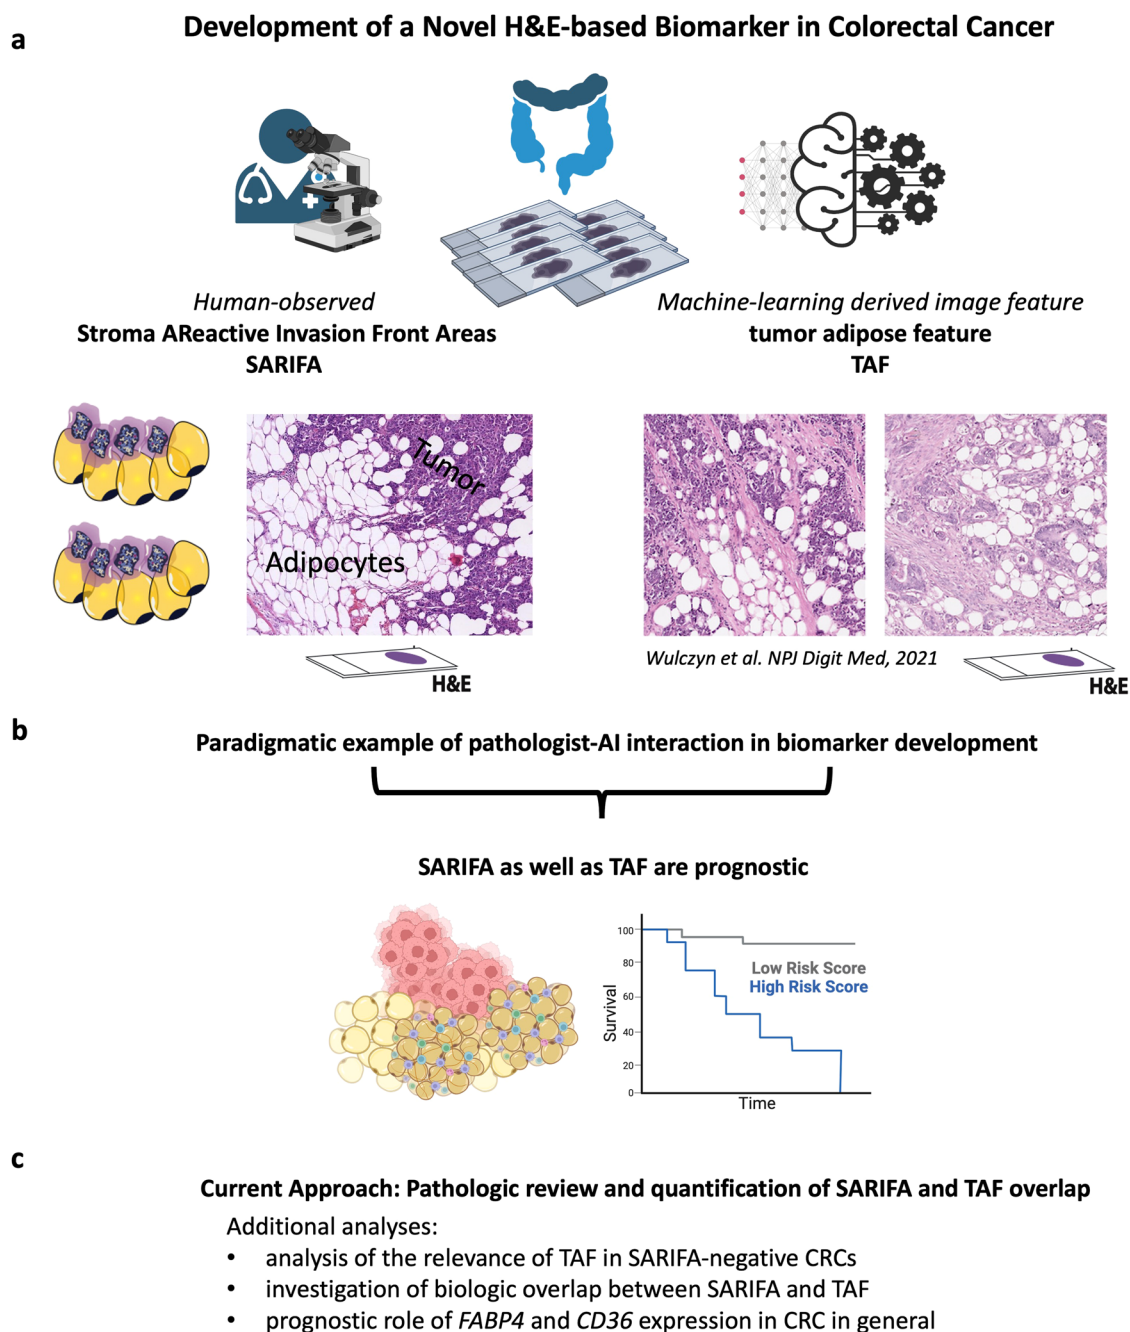 Development of a Novel H&E-based Biomarker in Colorectal Cancer
a
Human-observed
Stroma AReactive Invasion Front Areas
SARIFA
Machine-learning derived image feature
tumor adipose feature
TAF
Tumor
Adipocytes
H&E
Wulczyn et al. NPJ Digit Med, 2021
H&E
b
Paradigmatic example of pathologist-AI interaction in biomarker development
SARIFA as well as TAF are prognostic
100
80
60
40
20
0
Survival
Low Risk Score
High Risk Score
Time
c
Current Approach: Pathologic review and quantification of SARIFA and TAF overlap
Additional analyses:
• analysis of the relevance of TAF in SARIFA-negative CRCs
• investigation of biologic overlap between SARIFA and TAF
• prognostic role of FABP4 and CD36 expression in CRC in general